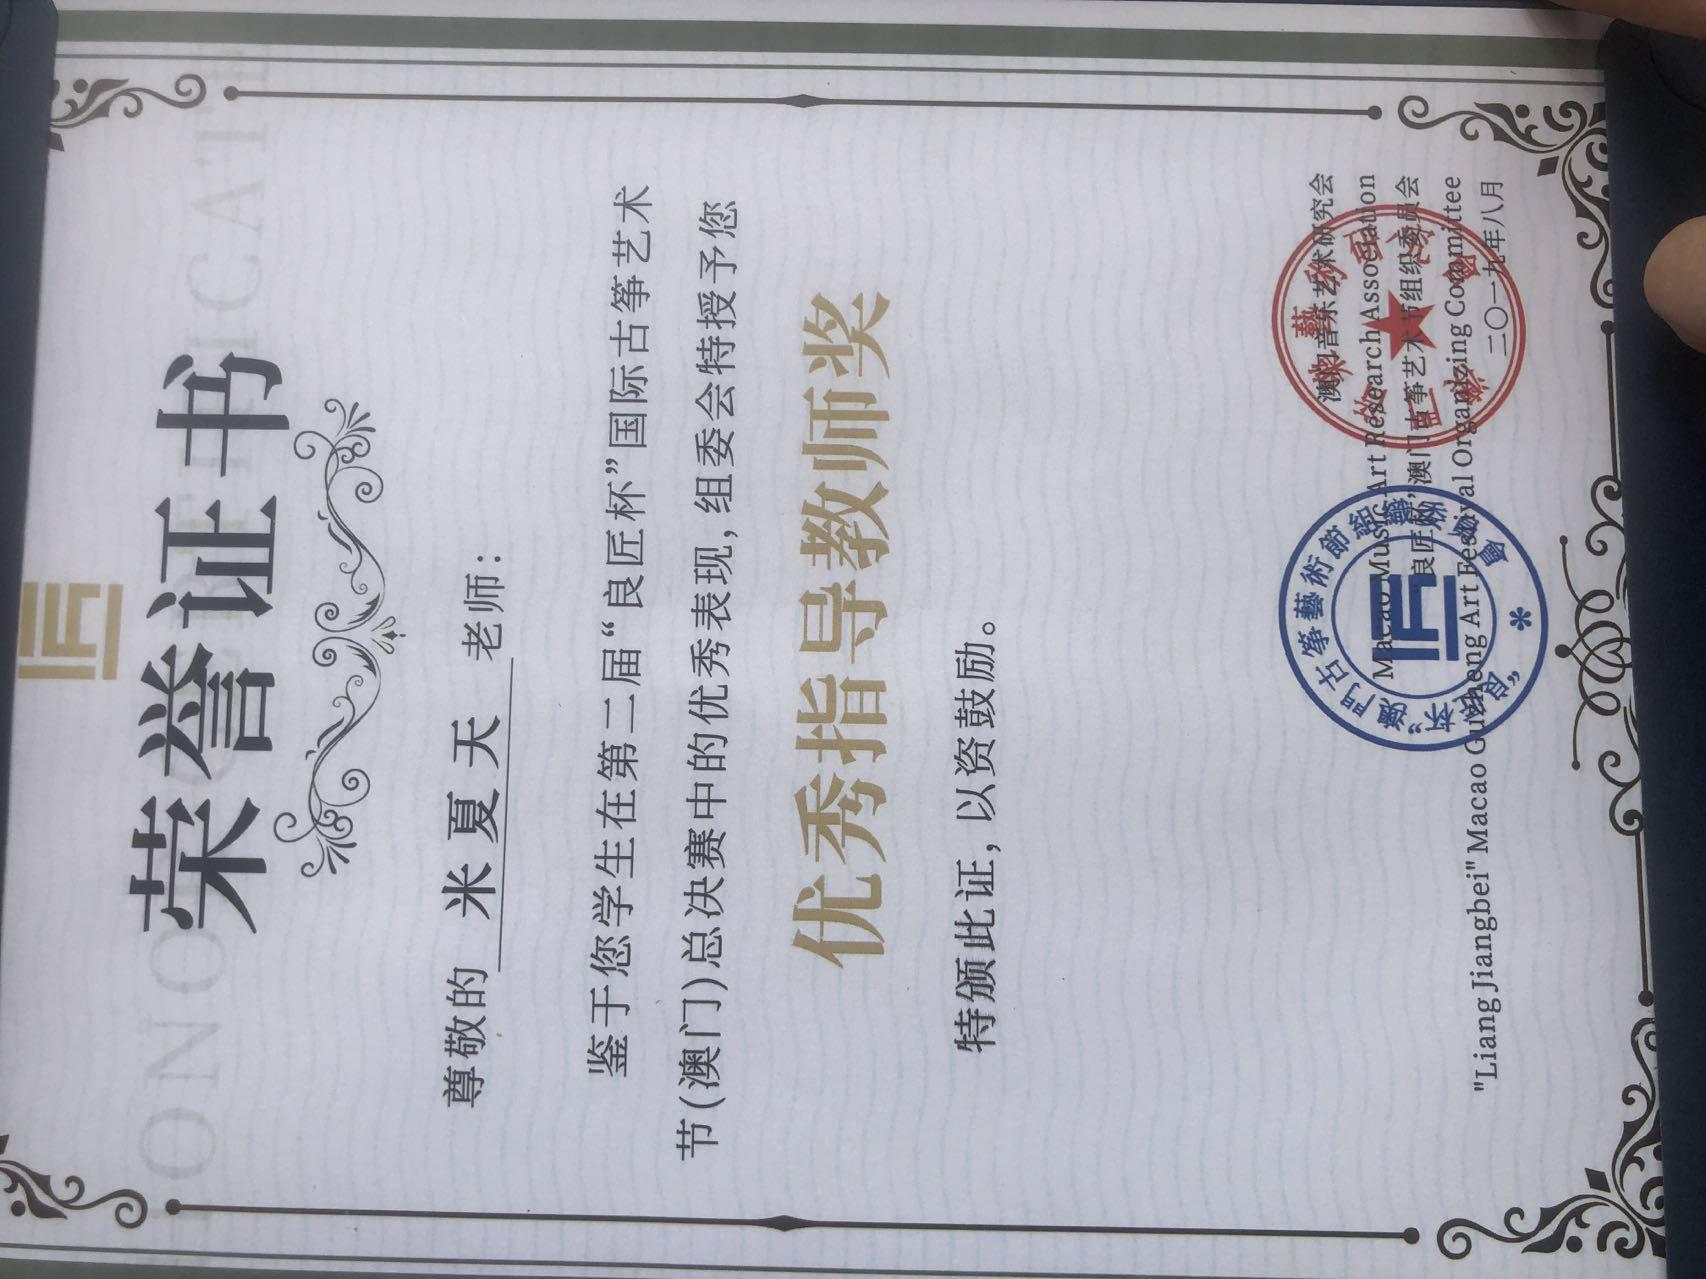 荣誉证书
尊敬的 米夏天 老师：
鉴于您学生在第二届“良匠杯”国际古筝艺术
节(澳门)总决赛中的优秀表现，组委会特授予您
优秀指导教师奖
特颁此证，以资鼓励。
澳门音乐艺术研究会
Macao Music Art Research Association
“良匠杯”澳门古筝艺术节组织委员会
"Liang Jiangbei" Macao Guzheng Art Festival Organizing Committee
二〇一九年八月